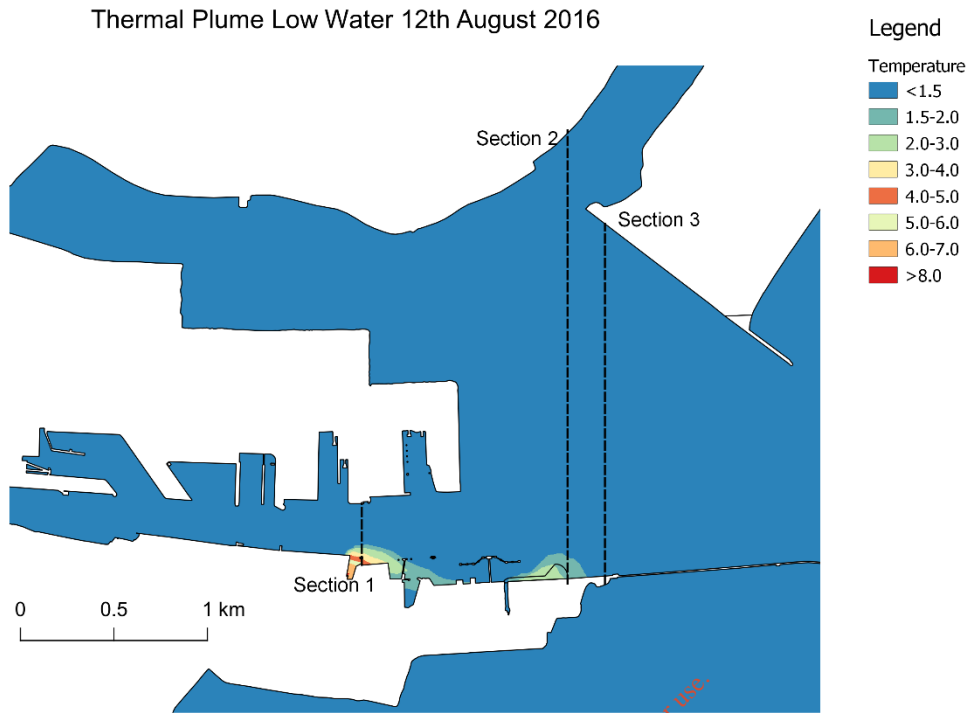 Thermal Plume Low Water 12th August 2016
Legend
Temperature
<1.5
1.5-2.0
2.0-3.0
3.0-4.0
4.0-5.0
5.0-6.0
6.0-7.0
>8.0
Section 2
Section 3
Section 1
0 0.5 1 km
use.